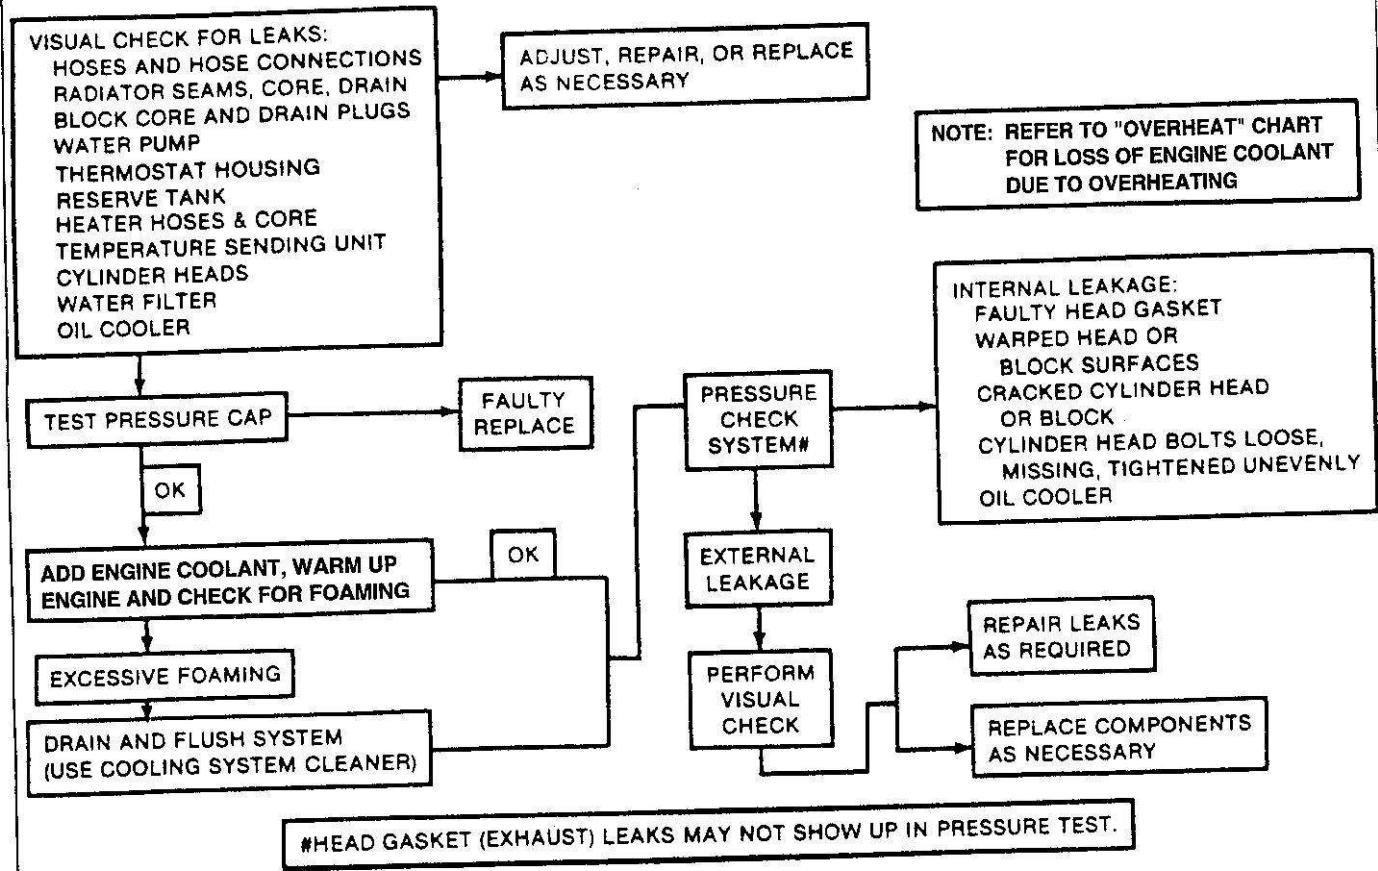 VISUAL CHECK FOR LEAKS:
HOSES AND HOSE CONNECTIONS
RADIATOR SEAMS, CORE, DRAIN
BLOCK CORE AND DRAIN PLUGS
WATER PUMP
THERMOSTAT HOUSING
RESERVE TANK
HEATER HOSES & CORE
TEMPERATURE SENDING UNIT
CYLINDER HEADS
WATER FILTER
OIL COOLER
ADJUST, REPAIR, OR REPLACE
AS NECESSARY
NOTE: REFER TO "OVERHEAT" CHART
FOR LOSS OF ENGINE COOLANT
DUE TO OVERHEATING
TEST PRESSURE CAP
FAULTY
REPLACE
OK
ADD ENGINE COOLANT, WARM UP
ENGINE AND CHECK FOR FOAMING
OK
EXCESSIVE FOAMING
DRAIN AND FLUSH SYSTEM
(USE COOLING SYSTEM CLEANER)
PRESSURE
CHECK
SYSTEM#
INTERNAL LEAKAGE:
FAULTY HEAD GASKET
WARPED HEAD OR
BLOCK SURFACES
CRACKED CYLINDER HEAD
OR BLOCK
CYLINDER HEAD BOLTS LOOSE,
MISSING, TIGHTENED UNEVENLY
OIL COOLER
EXTERNAL
LEAKAGE
PERFORM
VISUAL
CHECK
REPAIR LEAKS
AS REQUIRED
REPLACE COMPONENTS
AS NECESSARY
#HEAD GASKET (EXHAUST) LEAKS MAY NOT SHOW UP IN PRESSURE TEST.